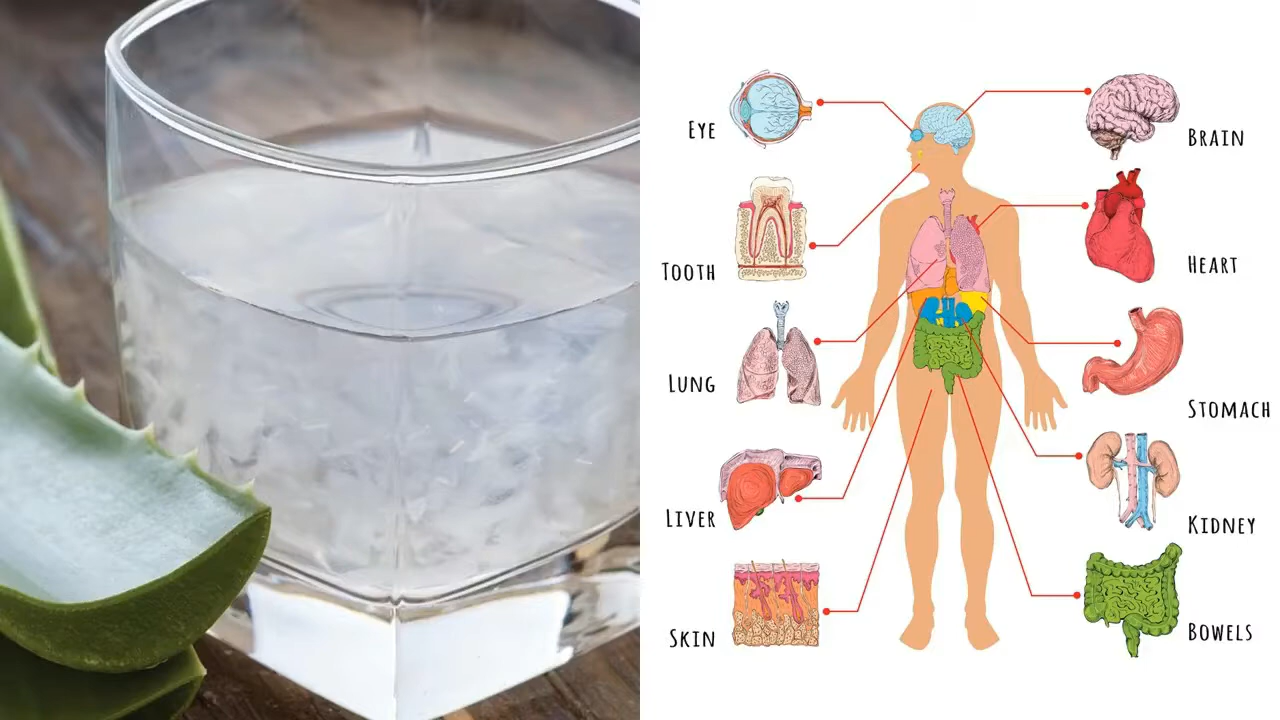 EYE
BRAIN
TOOTH
HEART
LUNG
STOMACH
LIVER
KIDNEY
SKIN
BOWELS